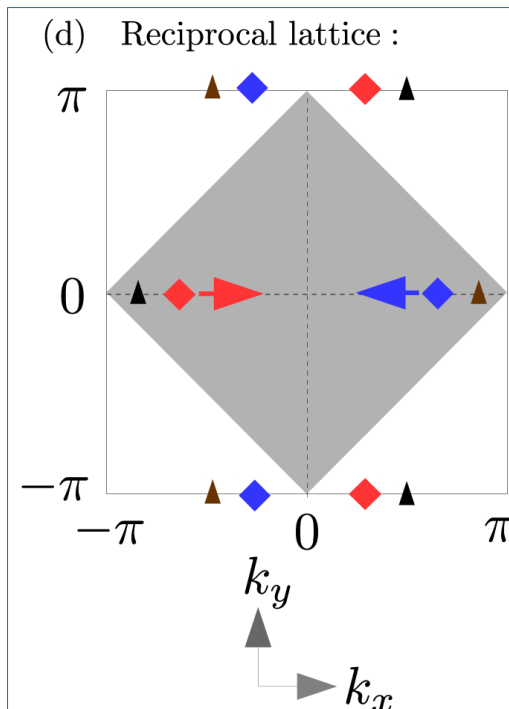 (d) Reciprocal lattice :
π
0
−π
−π 0 π
k_y
k_x